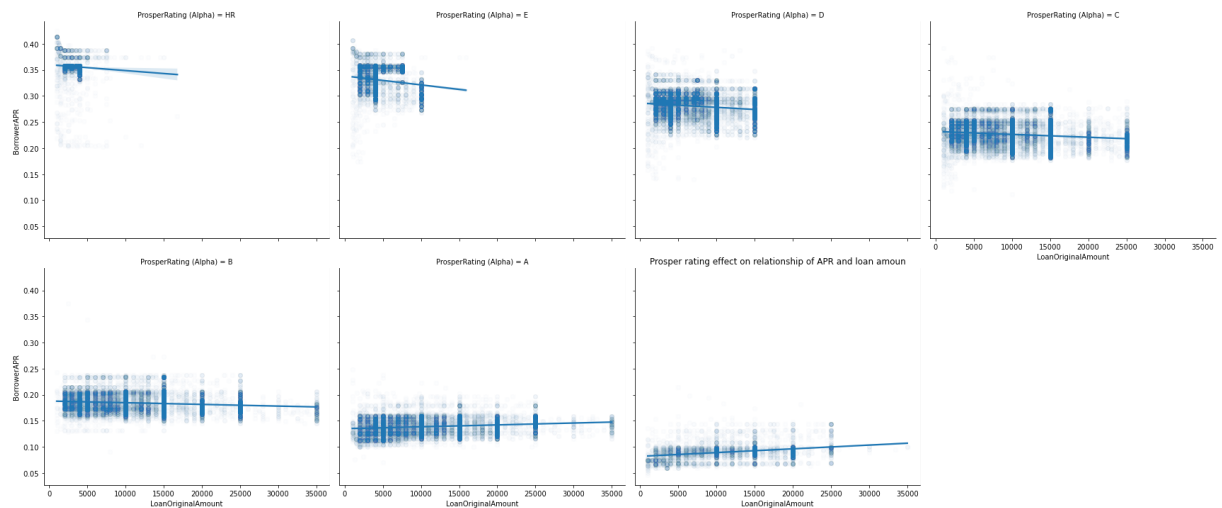 ProsperRating (Alpha) = HR
ProsperRating (Alpha) = E
ProsperRating (Alpha) = D
ProsperRating (Alpha) = C
BorrowerAPR
0.40
0.35
0.30
0.25
0.20
0.15
0.10
0.05
0 5000 10000 15000 20000 25000 30000 35000
LoanOriginalAmount
ProsperRating (Alpha) = B
ProsperRating (Alpha) = A
Prosper rating effect on relationship of APR and loan amoun
BorrowerAPR
0.40
0.35
0.30
0.25
0.20
0.15
0.10
0.05
0 5000 10000 15000 20000 25000 30000 35000
LoanOriginalAmount
0 5000 10000 15000 20000 25000 30000 35000
LoanOriginalAmount
0 5000 10000 15000 20000 25000 30000 35000
LoanOriginalAmount